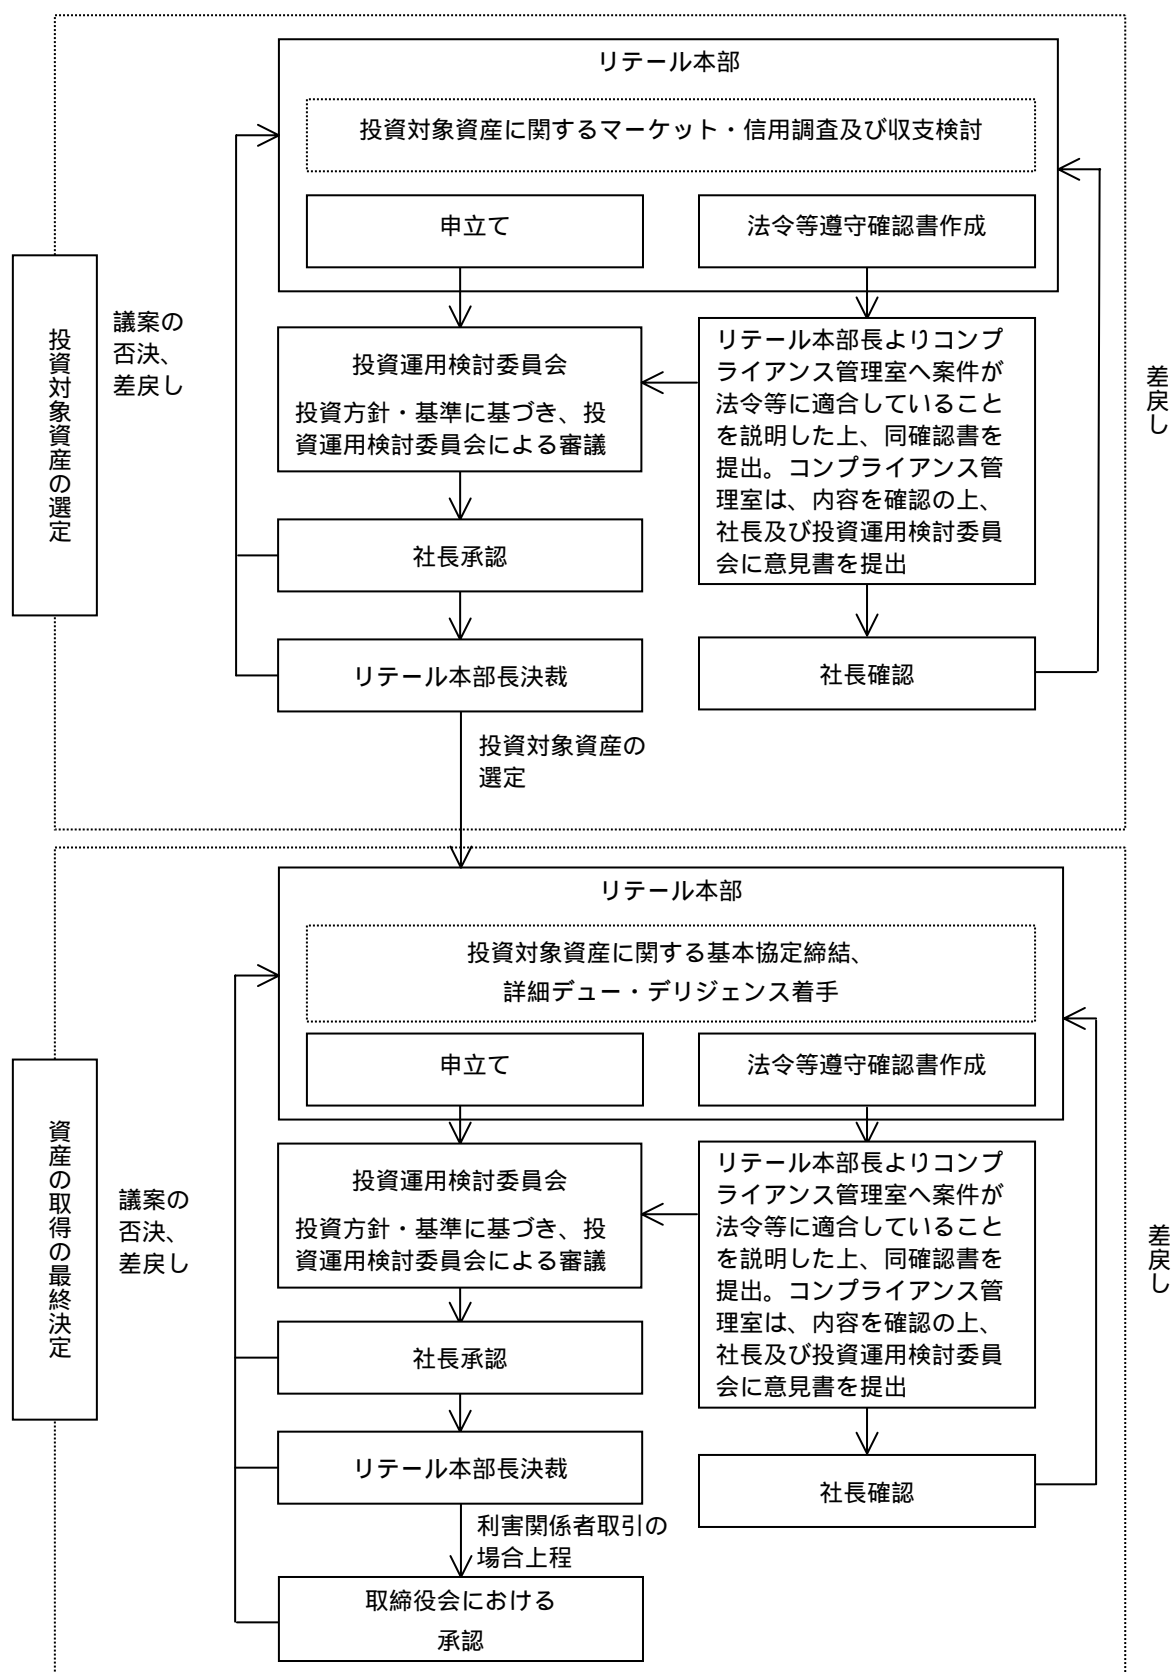 リテール本部
投資対象資産に関するマーケット・信用調査及び収支検討
申立て
法令等遵守確認書作成
投資対象資産の選定
議案の
否決、
差戻し
投資運用検討委員会
投資方針・基準に基づき、投
資運用検討委員会による審議
リテール本部長よりコンプ
ライアンス管理室へ案件が
法令等に適合していること
を説明した上、同確認書を
提出。コンプライアンス管
理室は、内容を確認の上、
社長及び投資運用検討委員
会に意見書を提出
差戻し
社長承認
リテール本部長決裁
社長確認
投資対象資産の
選定
リテール本部
投資対象資産に関する基本協定締結、
詳細デュー・デリジェンス着手
申立て
法令等遵守確認書作成
資産の取得の最終決定
議案の
否決、
差戻し
投資運用検討委員会
投資方針・基準に基づき、投
資運用検討委員会による審議
リテール本部長よりコンプ
ライアンス管理室へ案件が
法令等に適合していること
を説明した上、同確認書を
提出。コンプライアンス管
理室は、内容を確認の上、
社長及び投資運用検討委員
会に意見書を提出
差戻し
社長承認
リテール本部長決裁
社長確認
利害関係者取引の
場合上程
取締役会における
承認